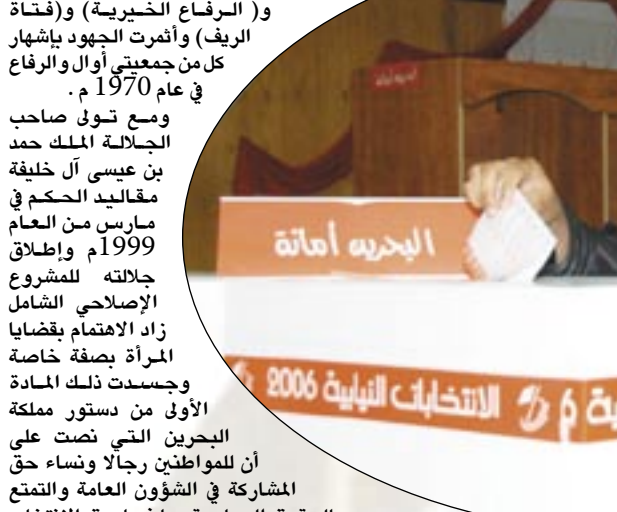 و( الرفاع الخيرية) و(فتاة
الريف) وأثمرت الجهود بإشهار
كل من جمعيتي أوال والرفاع
في عام 1970 م .
ومع تولى صاحب
الجلالة الملك حمد
بن عيسى آل خليفة
مقاليد الحكم في
مارس من العام
1999م وإطلاق
جلالته للمشروع
الإصلاحي الشامل
زاد الاهتمام بقضايا
المرأة بصفة خاصة
وجسدت ذلك المادة
الأولى من دستور مملكة
البحرين التي نصت على
أن للمواطنين رجالا ونساء حق
المشاركة في الشؤون العامة والتمتع
البحرين أمانة
الانتخابات النيابية 2006